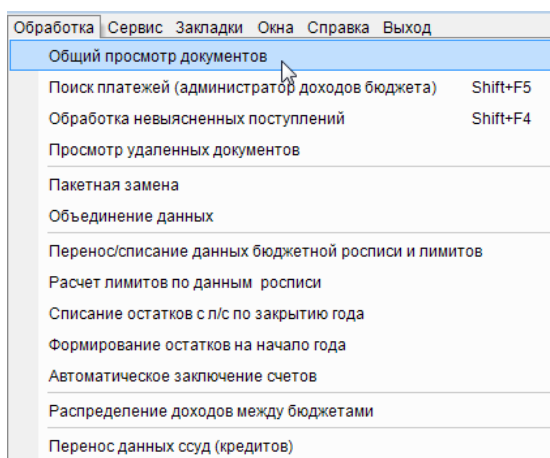 Обработка Сервис Закладки Окна Справка Выход
Общий просмотр документов
Поиск платежей (администратор доходов бюджета) Shift+F5
Обработка невыясненных поступлений Shift+F4
Просмотр удаленных документов
Пакетная замена
Объединение данных
Перенос/списание данных бюджетной росписи и лимитов
Расчет лимитов по данным росписи
Списание остатков с л/с по закрытию года
Формирование остатков на начало года
Автоматическое заключение счетов
Распределение доходов между бюджетами
Перенос данных ссуд (кредитов)